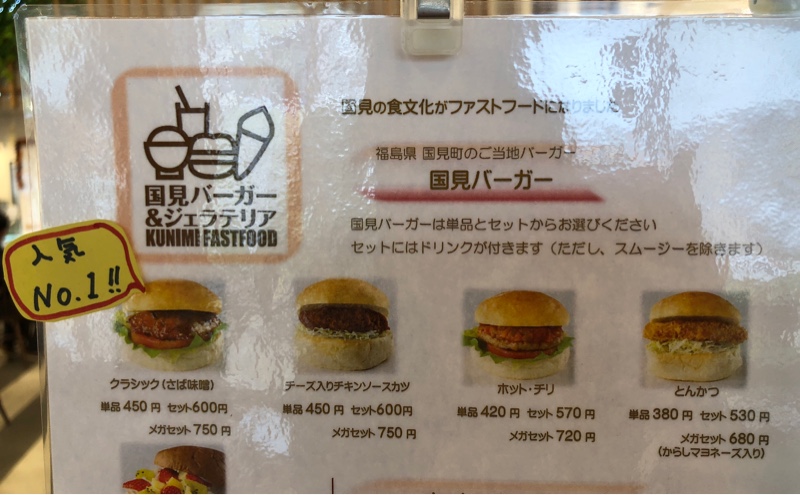 国見の食文化がファストフードになりました
福島県 国見町のご当地バーガー
国見バーガー
国見バーガー
&ジェラテリア
KUNIMI FASTFOOD
国見バーガーは単品とセットからお選びください
セットにはドリンクが付きます(ただし、スムージーを除きます)
人気
No.1!!
クラシック(さば味噌)
単品 450 円 セット600円
メガセット 750 円
チーズ入りチキンソースカツ
単品 450 円 セット600円
メガセット 750 円
ホット・チリ
単品 420 円 セット 570 円
メガセット 720 円
とんかつ
単品 380 円 セット 530 円
メガセット 680 円
(からしマヨネーズ入り)